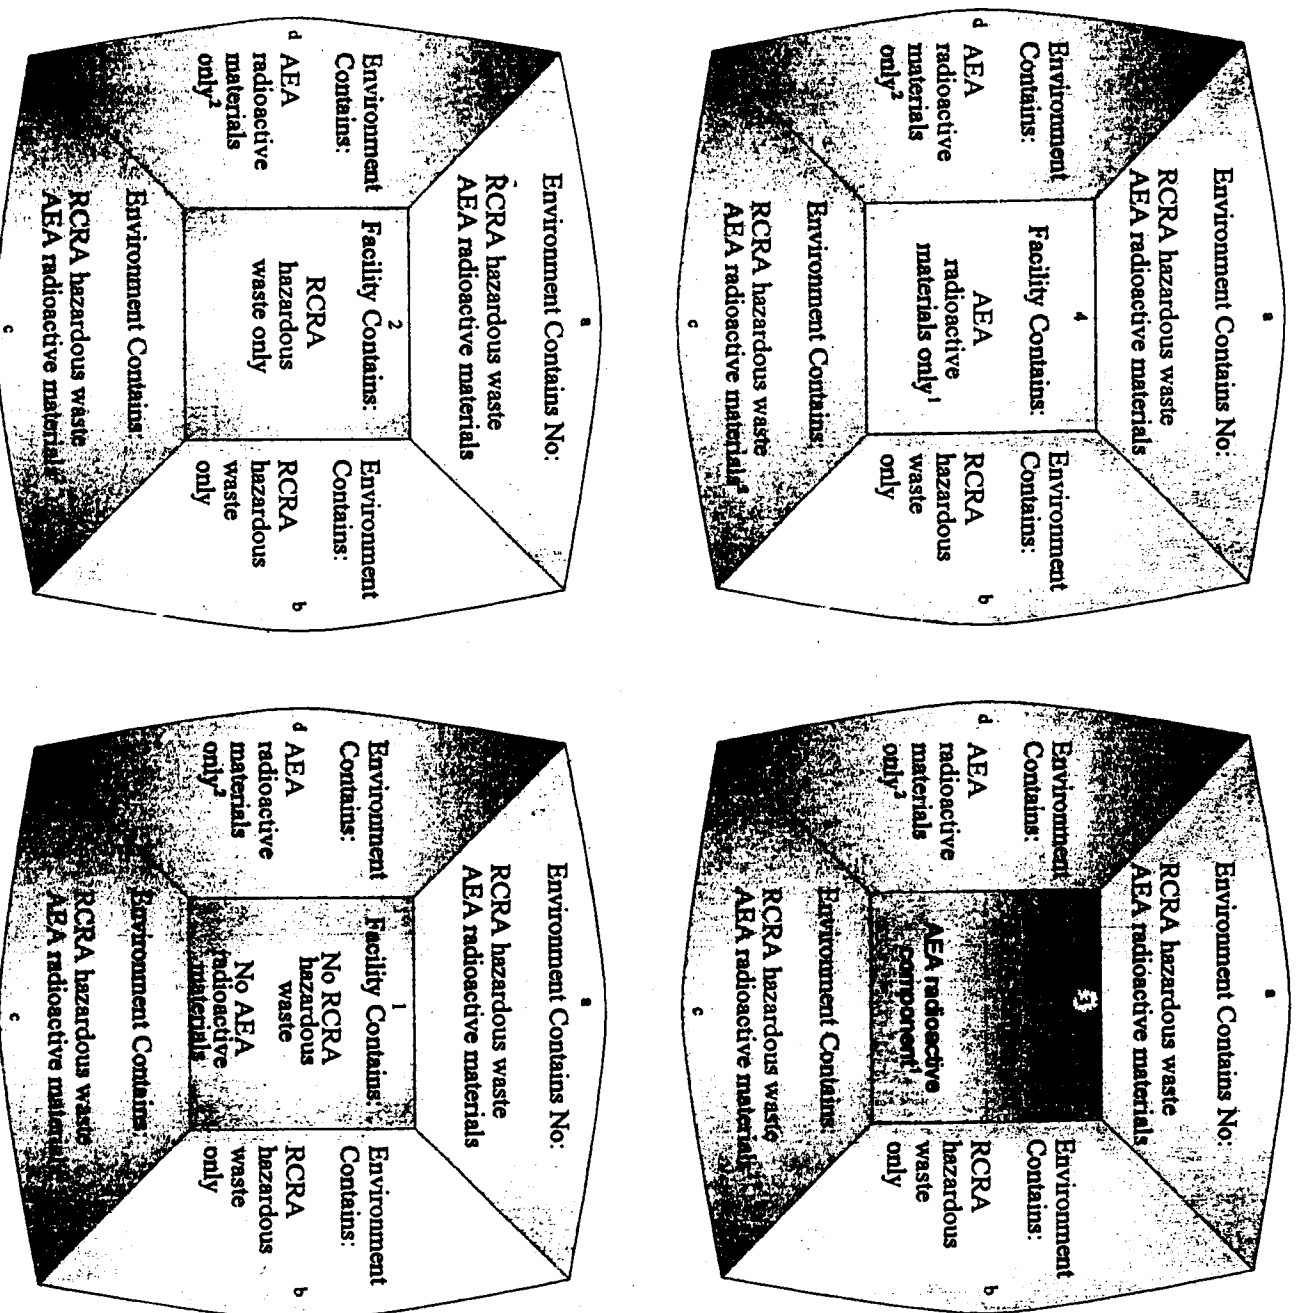 a
Environment Contains No:
RCRA hazardous waste
AEA radioactive materials
d
Environment
Contains:
AEA
radioactive
materials
only²
4
Facility Contains:
AEA
radioactive
materials only¹
Environment
Contains:
RCRA
hazardous
waste
only
b
Environment Contains:
RCRA hazardous waste
AEA radioactive materials²
c
a
Environment Contains No:
RCRA hazardous waste
AEA radioactive materials
d
Environment
Contains:
AEA
radioactive
materials
only²
3
AEA radioactive
component¹
Environment
Contains:
RCRA
hazardous
waste
only
b
Environment Contains:
RCRA hazardous waste
AEA radioactive materials
c
a
Environment Contains No:
RCRA hazardous waste
AEA radioactive materials
d
Environment
Contains:
AEA
radioactive
materials
only²
2
Facility Contains:
RCRA
hazardous
waste only
Environment
Contains:
RCRA
hazardous
waste
only
b
Environment Contains:
RCRA hazardous waste
AEA radioactive materials
c
a
Environment Contains No:
RCRA hazardous waste
AEA radioactive materials
d
Environment
Contains:
AEA
radioactive
materials
only²
1
Facility Contains:
No RCRA
hazardous
waste
No AEA
radioactive
materials
Environment
Contains:
RCRA
hazardous
waste
only
b
Environment Contains:
RCRA hazardous waste
AEA radioactive materials
c